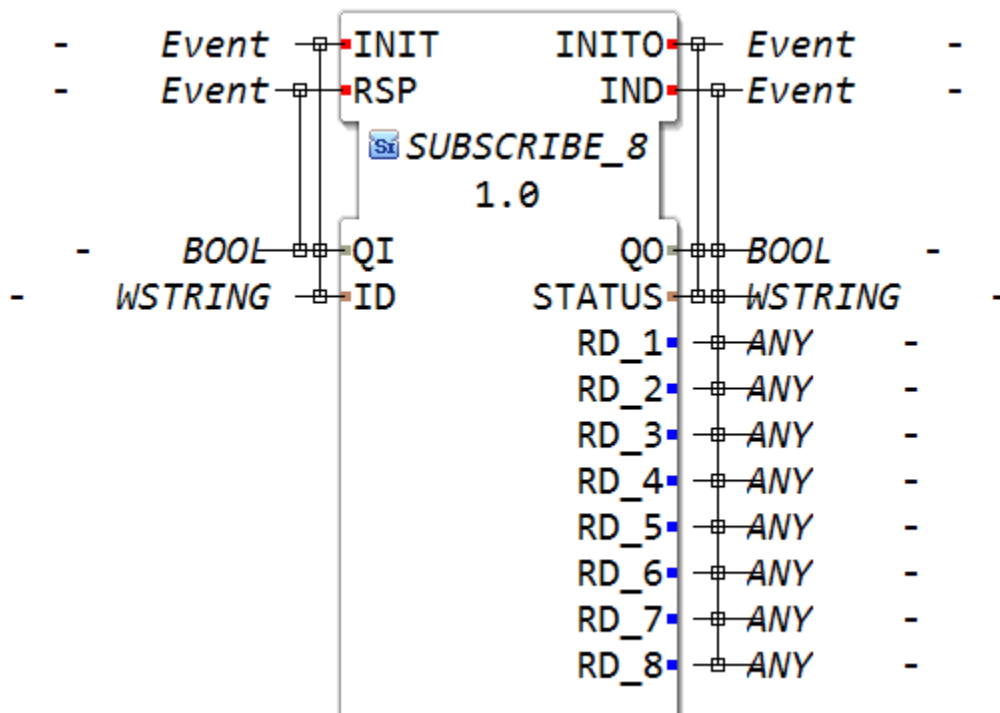 - Event INIT INITO Event -
- Event RSP IND Event -
Si SUBSCRIBE_8
1.0
- BOOL QI QO BOOL -
- WSTRING ID STATUS WSTRING -
RD_1 ANY -
RD_2 ANY -
RD_3 ANY -
RD_4 ANY -
RD_5 ANY -
RD_6 ANY -
RD_7 ANY -
RD_8 ANY -